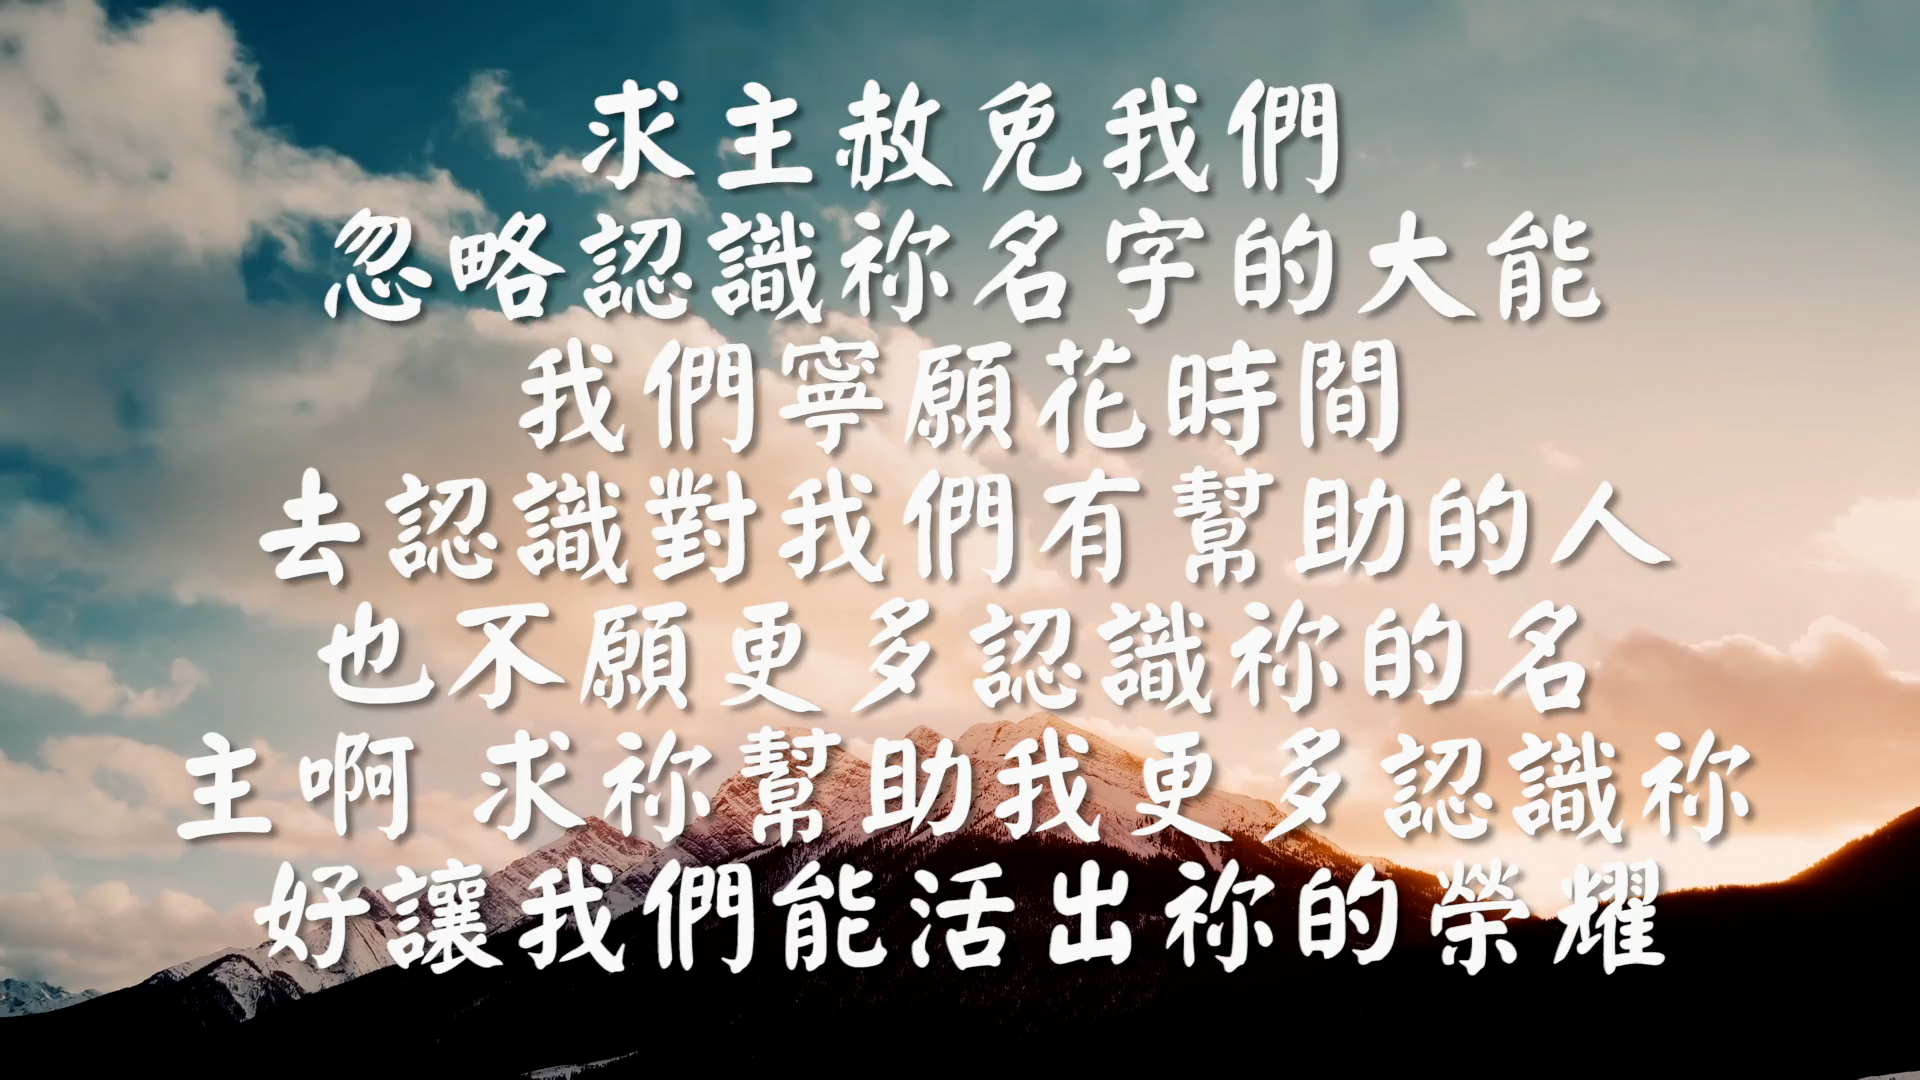 求主赦免我們
忽略認識祢名字的大能
我們寧願花時間
去認識對我們有幫助的人
也不願更多認識祢的名
主啊 求祢幫助我更多認識祢
好讓我們能活出祢的榮耀